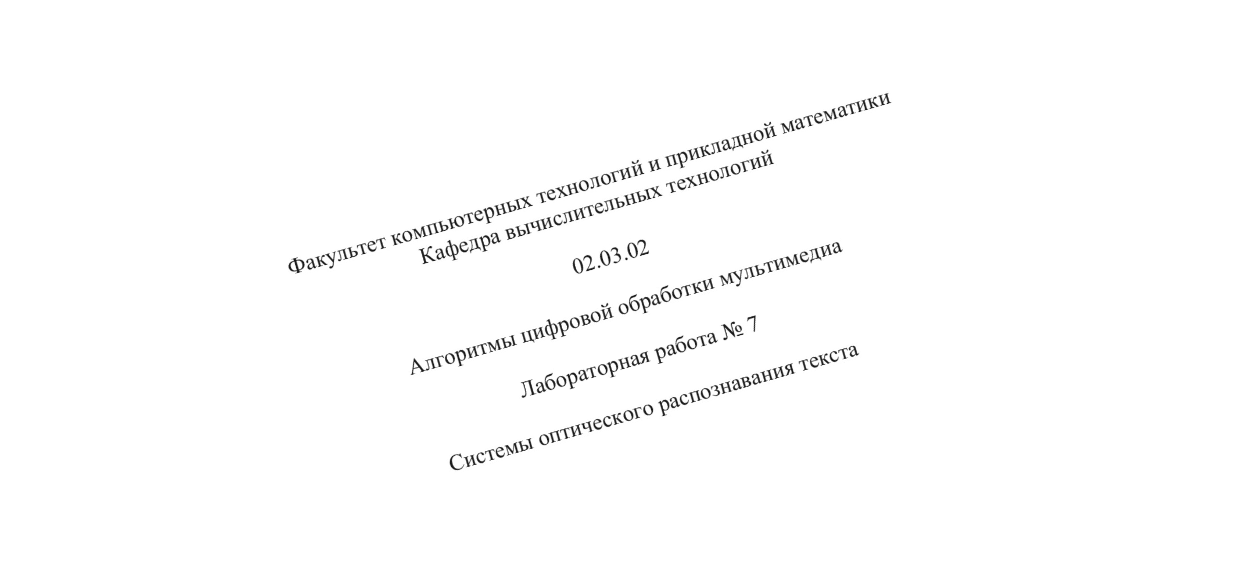 Факультет компьютерных технологий и прикладной математики
Кафедра вычислительных технологий
02.03.02
Алгоритмы цифровой обработки мультимедиа
Лабораторная работа № 7
Системы оптического распознавания текста